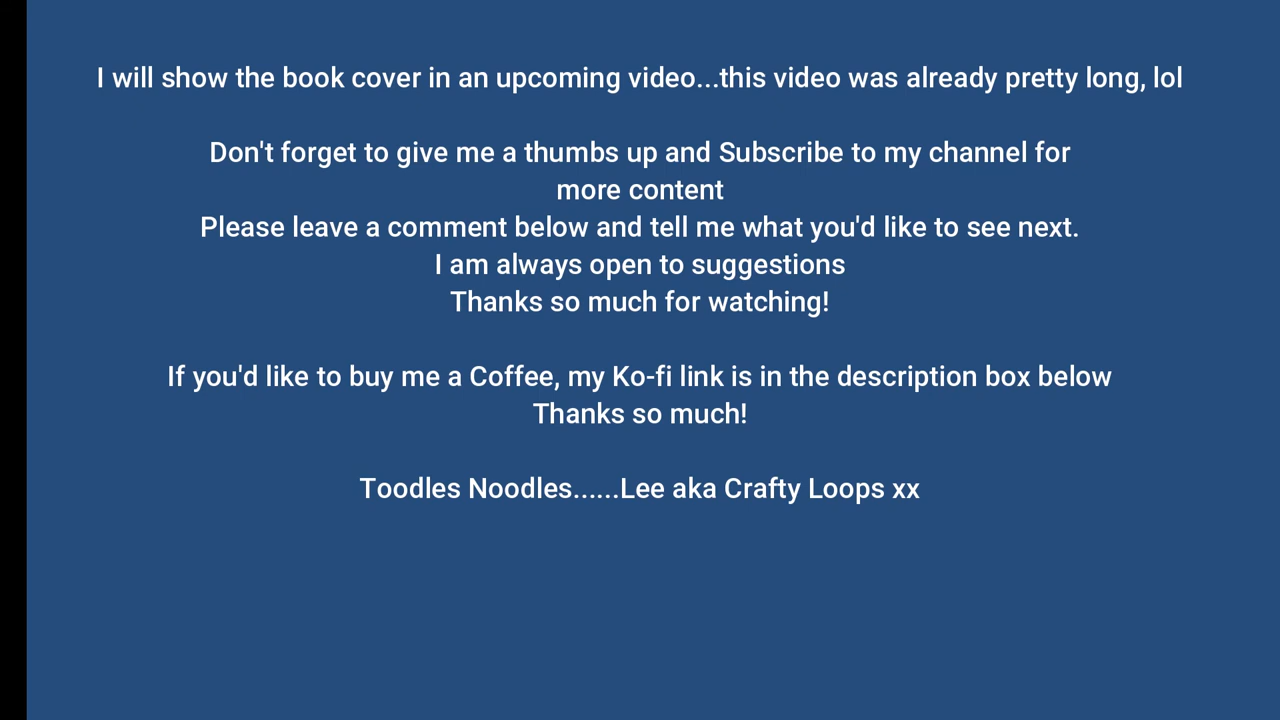 I will show the book cover in an upcoming video...this video was already pretty long, lol
Don't forget to give me a thumbs up and Subscribe to my channel for
more content
Please leave a comment below and tell me what you'd like to see next.
I am always open to suggestions
Thanks so much for watching!
If you'd like to buy me a Coffee, my Ko-fi link is in the description box below
Thanks so much!
Toodles Noodles......Lee aka Crafty Loops xx